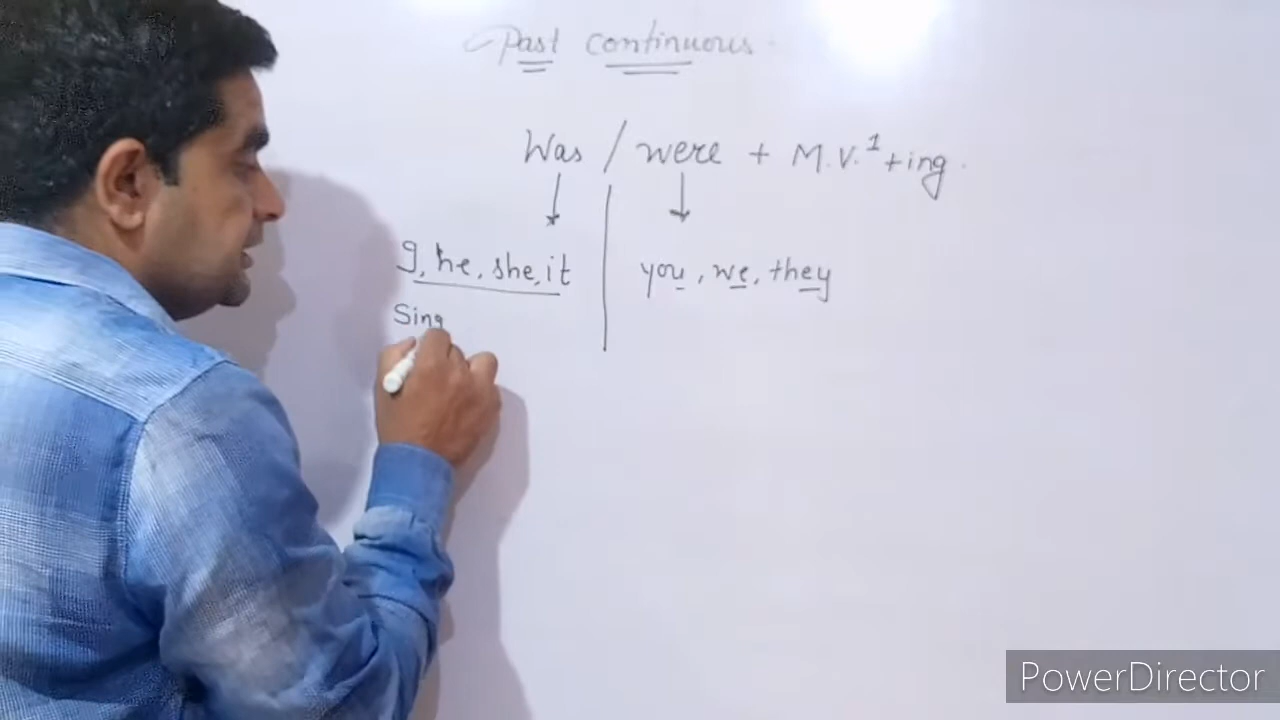 Past continuous
Was / were + M.V.¹ + ing.
I, he, she, it | you, we, they
Sing
PowerDirector